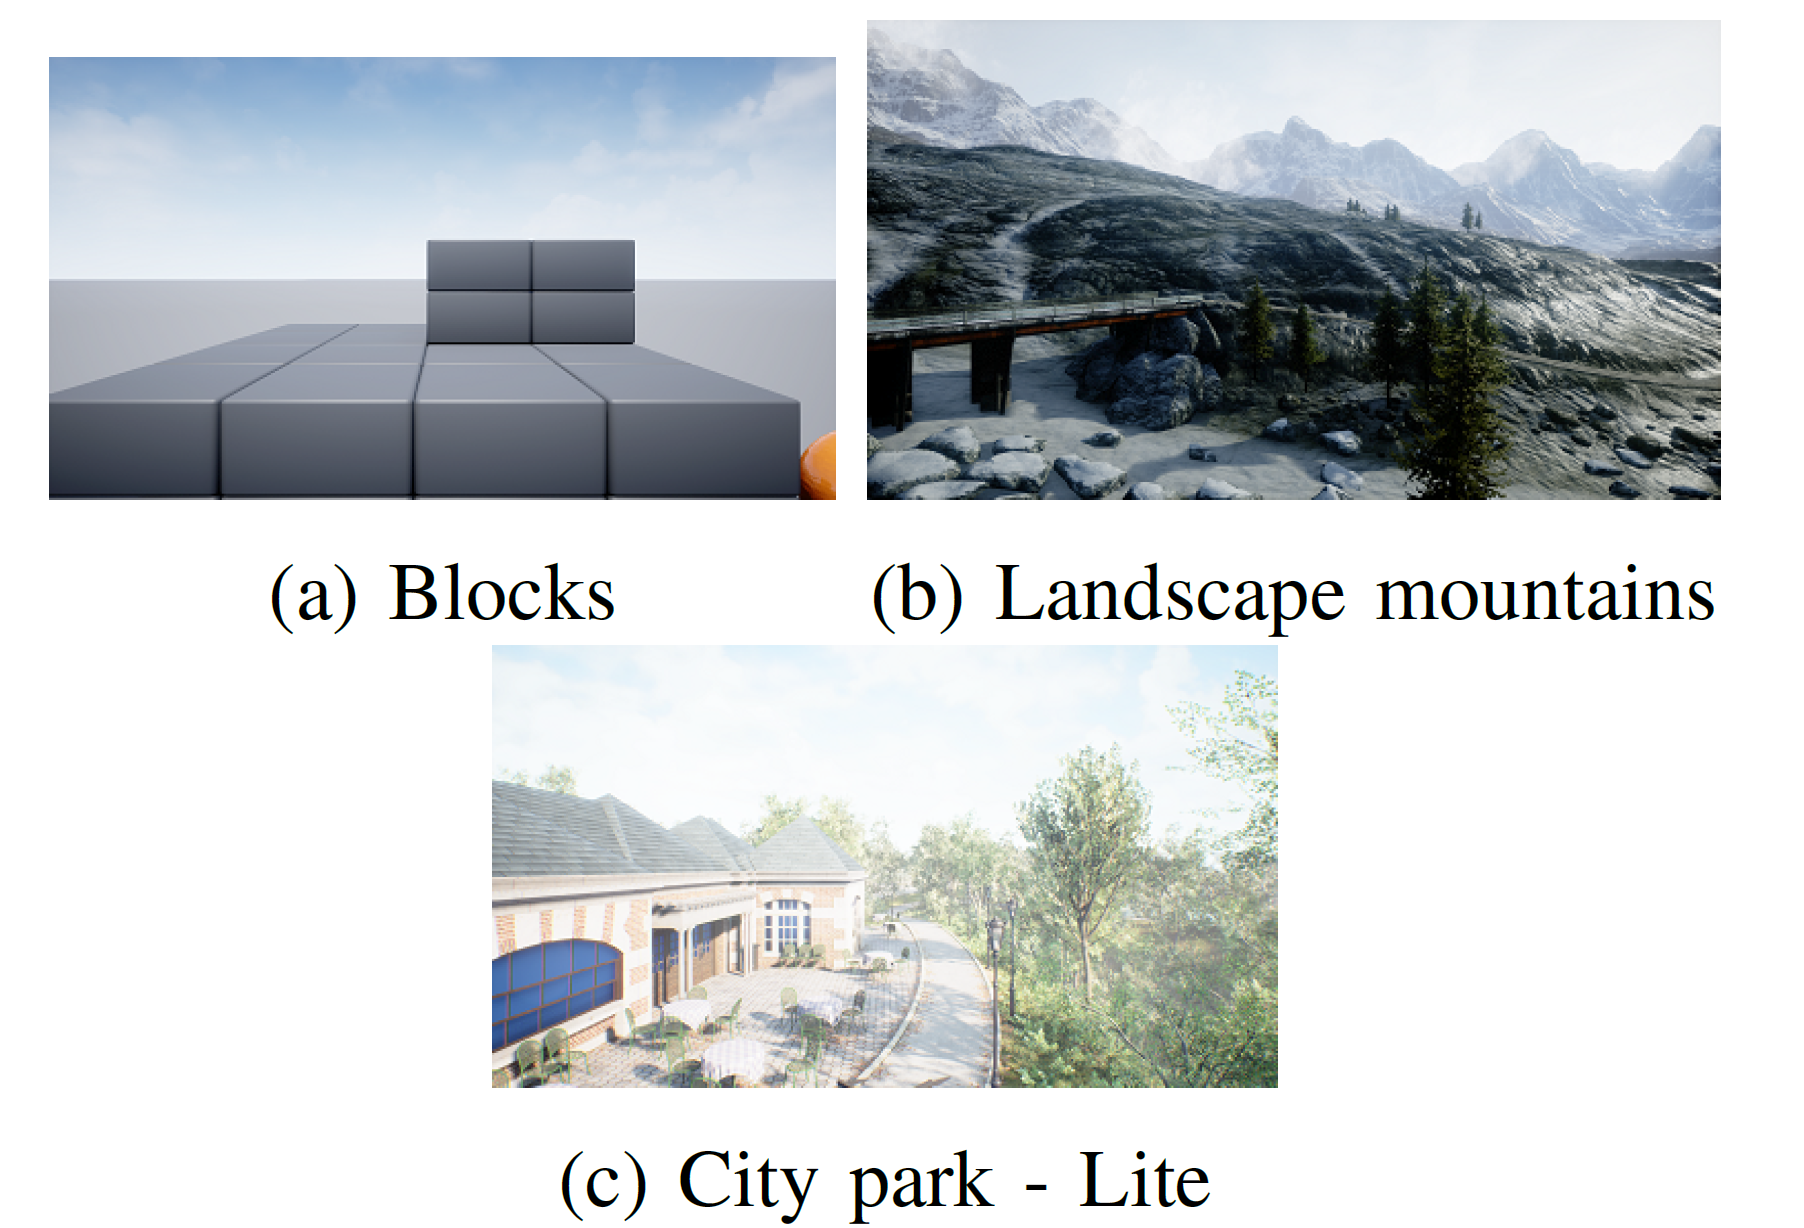 (a) Blocks
(b) Landscape mountains
(c) City park - Lite